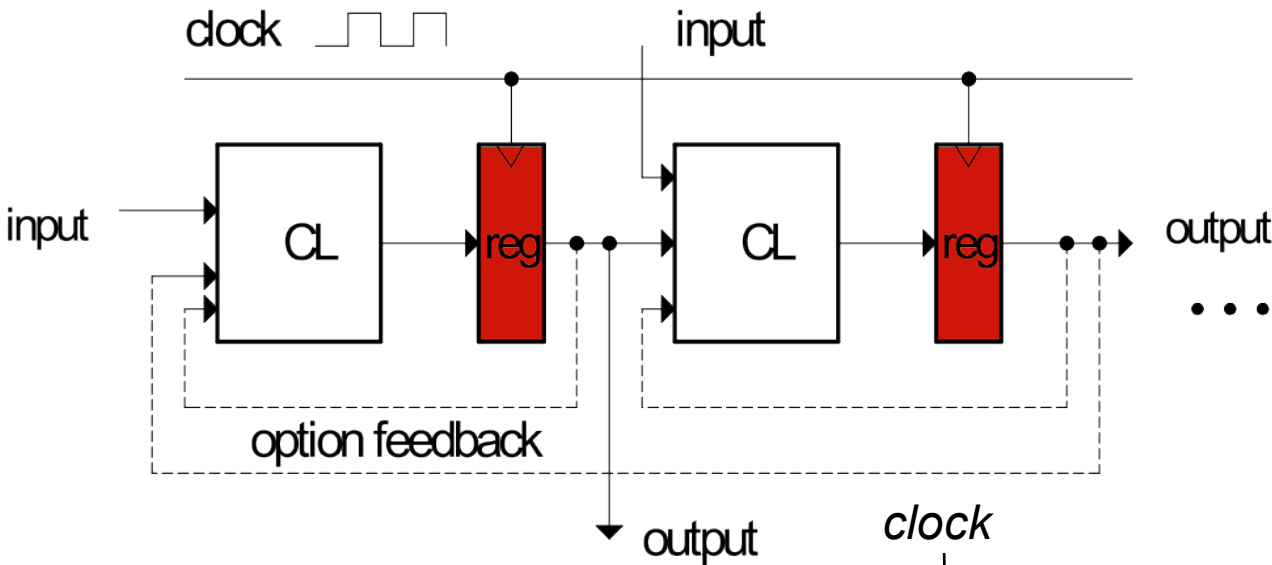 clock
input
input
CL
reg
CL
reg
output
option feedback
output
clock